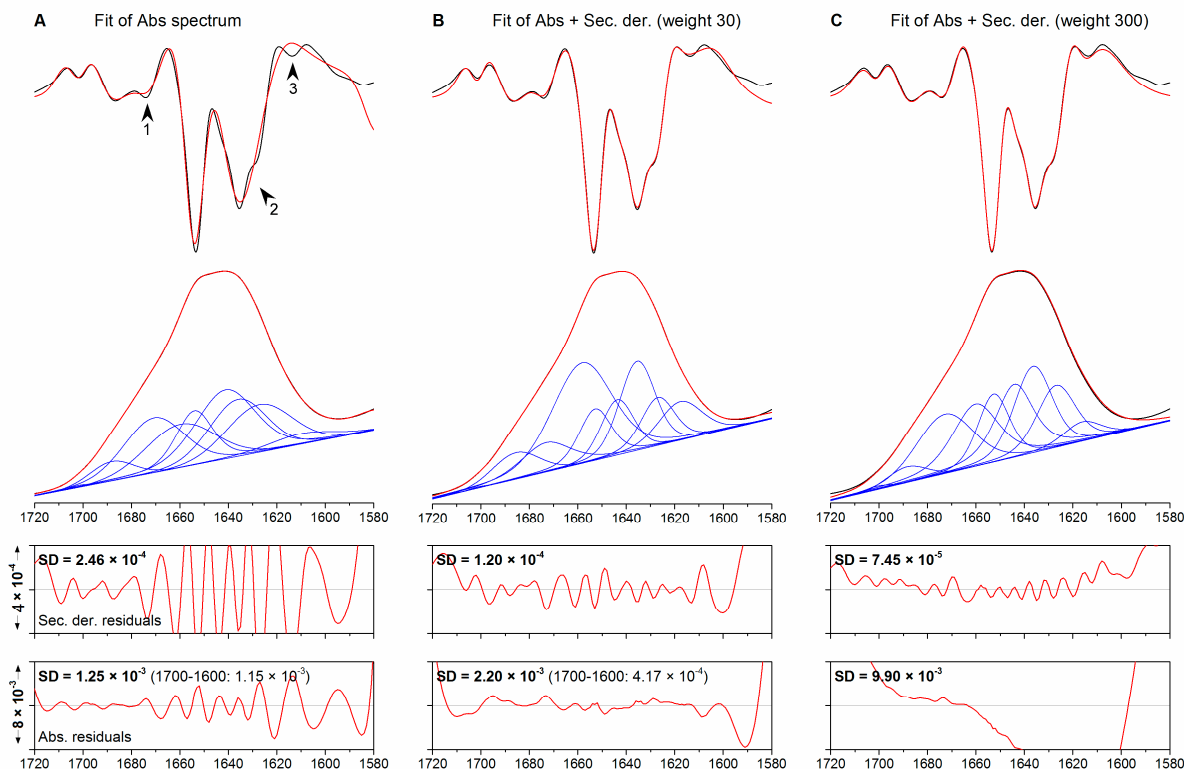 A Fit of Abs spectrum
B Fit of Abs + Sec. der. (weight 30)
C Fit of Abs + Sec. der. (weight 300)
1
2
3
1720 1700 1680 1660 1640 1620 1600 1580
1720 1700 1680 1660 1640 1620 1600 1580
1720 1700 1680 1660 1640 1620 1600 1580
4 × 10⁻⁴
SD = 2.46 × 10⁻⁴
Sec. der. residuals
SD = 1.20 × 10⁻⁴
SD = 7.45 × 10⁻⁵
8 × 10⁻³
SD = 1.25 × 10⁻³ (1700-1600: 1.15 × 10⁻³)
Abs. residuals
SD = 2.20 × 10⁻³ (1700-1600: 4.17 × 10⁻⁴)
SD = 9.90 × 10⁻³
1720 1700 1680 1660 1640 1620 1600 1580
1720 1700 1680 1660 1640 1620 1600 1580
1720 1700 1680 1660 1640 1620 1600 1580